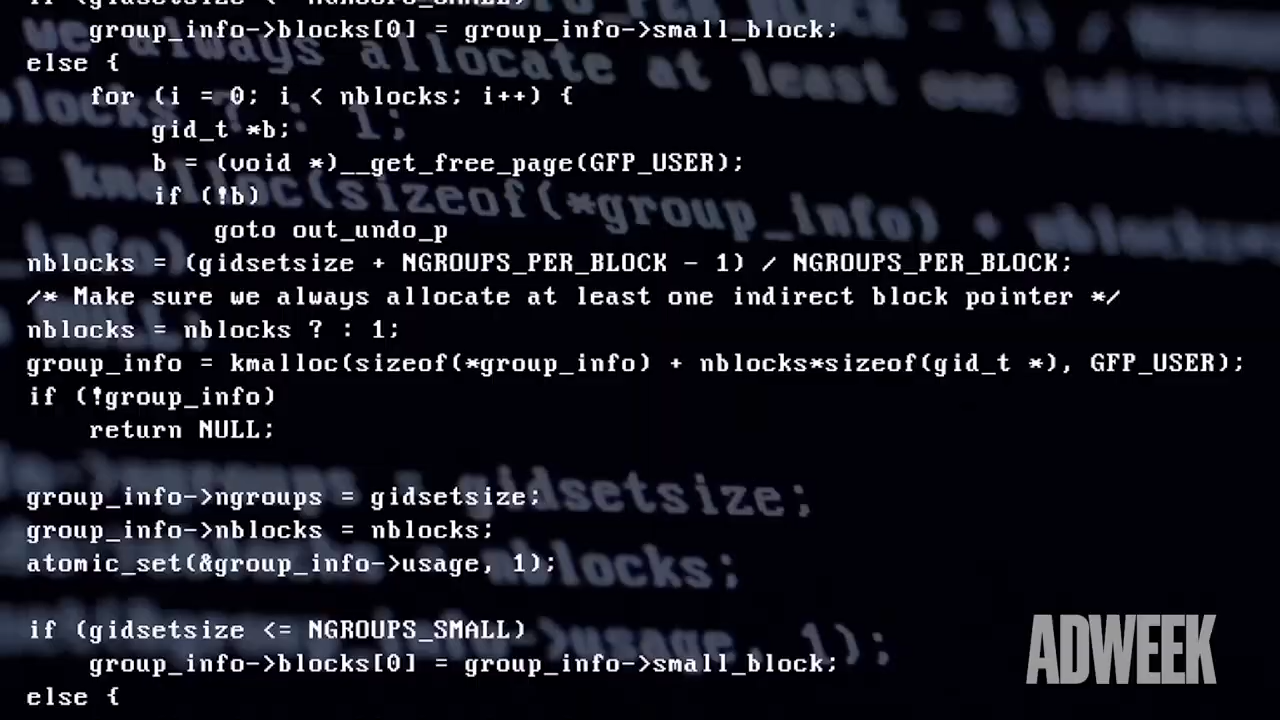 if (gidsetsize <= NGROUPS_SMALL)
    group_info->blocks[0] = group_info->small_block;
else {
    for (i = 0; i < nblocks; i++) {
        gid_t *b;
        b = (void *)__get_free_page(GFP_USER);
        if (!b)
            goto out_undo_p
nblocks = (gidsetsize + NGROUPS_PER_BLOCK - 1) / NGROUPS_PER_BLOCK;
/* Make sure we always allocate at least one indirect block pointer */
nblocks = nblocks ? : 1;
group_info = kmalloc(sizeof(*group_info) + nblocks*sizeof(gid_t *), GFP_USER);
if (!group_info)
    return NULL;
group_info->ngroups = gidsetsize;
group_info->nblocks = nblocks;
atomic_set(&group_info->usage, 1);
if (gidsetsize <= NGROUPS_SMALL)
    group_info->blocks[0] = group_info->small_block;
else {
ADWEEK